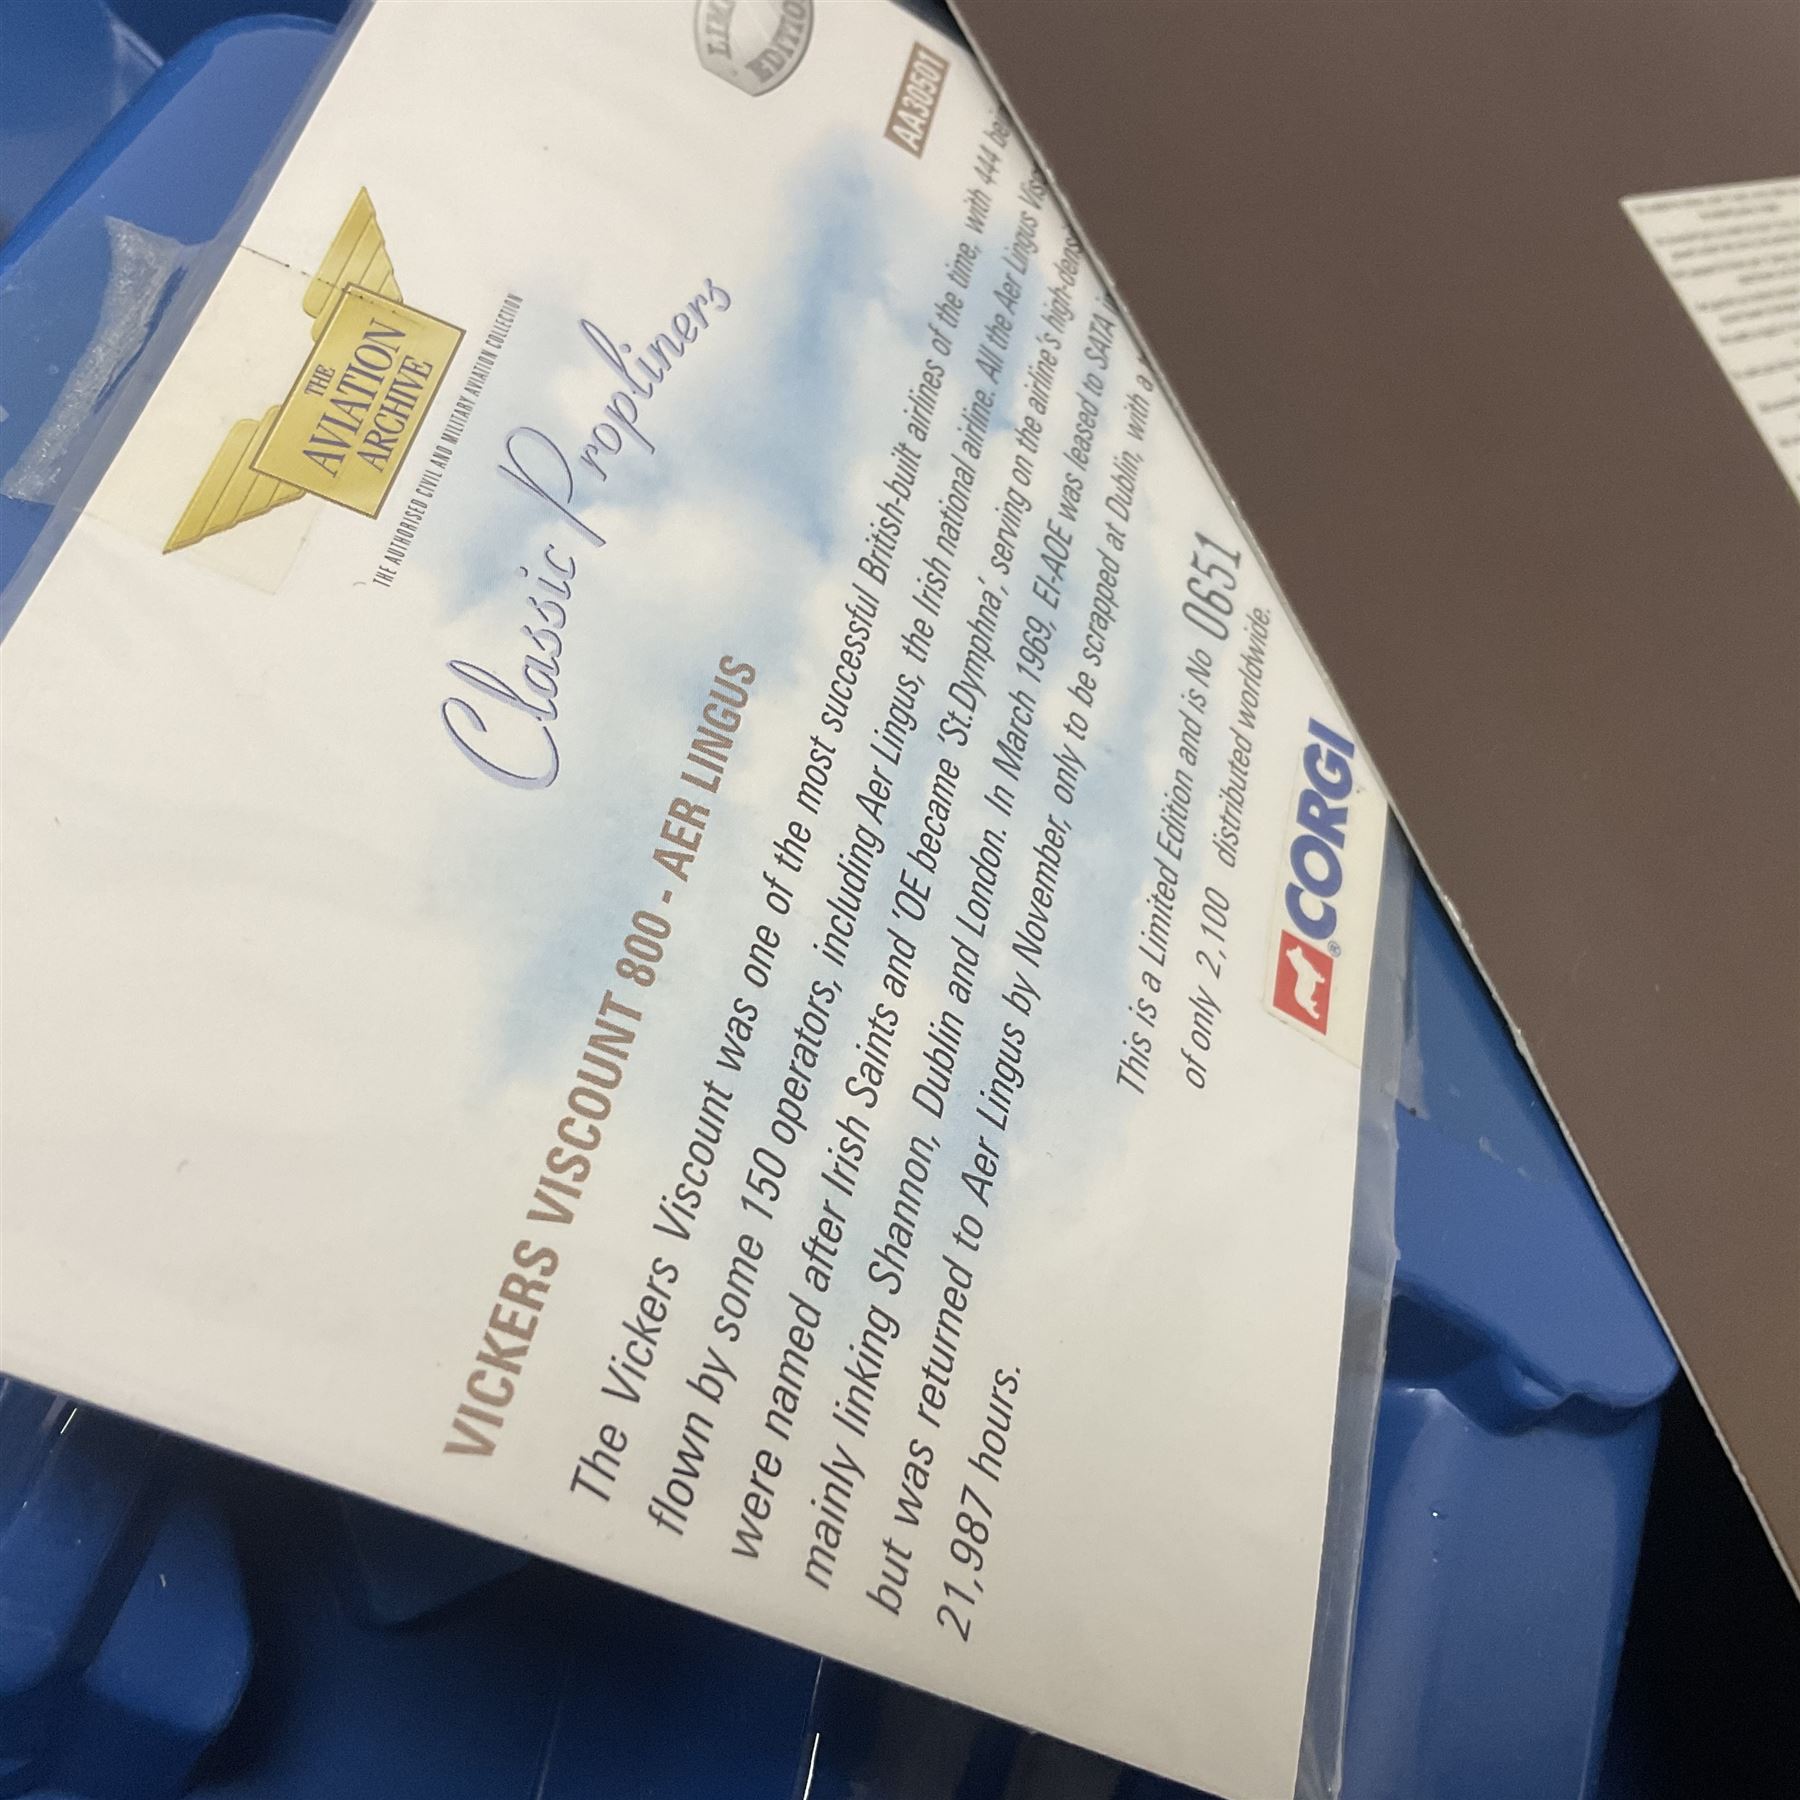 THE
AVIATION
ARCHIVE
THE AUTHORISED CIVIL AND MILITARY AVIATION COLLECTION
Classic Propliners
EDITIO
AA30501
VICKERS VISCOUNT 800 - AER LINGUS
The Vickers Viscount was one of the most successful British-built airlines of the time, with 444 bei
flown by some 150 operators, including Aer Lingus, the Irish national airline. All the Aer Lingus Visc
were named after Irish Saints and 'OE became 'St.Dymphna', serving on the airline's high-dens
mainly linking Shannon, Dublin and London. In March 1969, EI-AOE was leased to SATA
but was returned to Aer Lingus by November, only to be scrapped at Dublin, with a
21,987 hours.
This is a Limited Edition and is No 0651
of only 2,100 distributed worldwide.
® CORGI